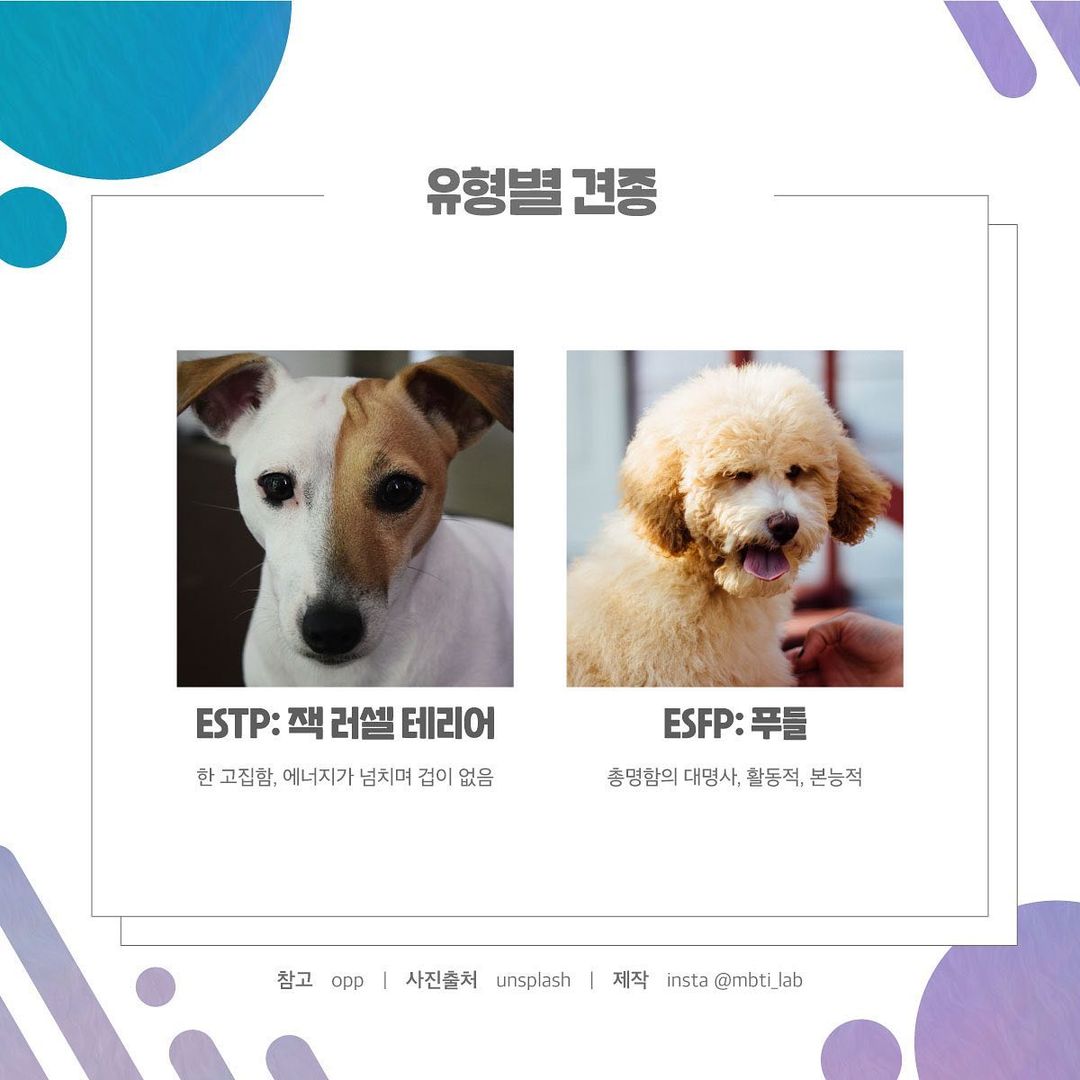 유형별 견종
ESTP: 잭 러셀 테리어
한 고집함, 에너지가 넘치며 겁이 없음
ESFP: 푸들
총명함의 대명사, 활동적, 본능적
참고 opp | 사진출처 unsplash | 제작 insta @mbti_lab